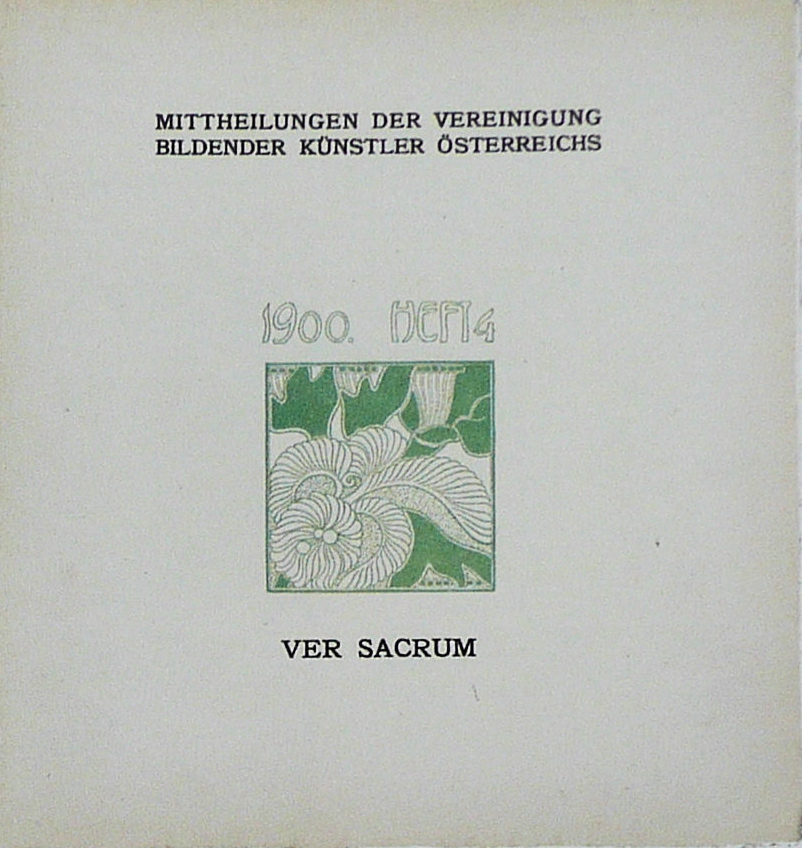 MITTHEILUNGEN DER VEREINIGUNG
BILDENDER KÜNSTLER ÖSTERREICHS
1900. HEFT 4
VER SACRUM